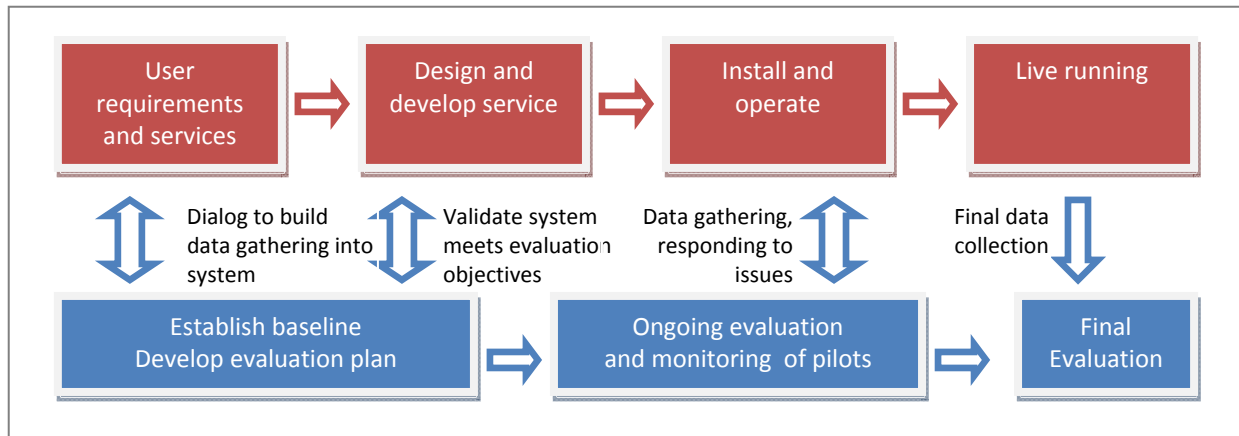 User
requirements
and services
Design and
develop service
Install and
operate
Live running
Dialog to build
data gathering into
system
Validate system
meets evaluation
objectives
Data gathering,
responding to
issues
Final data
collection
Establish baseline
Develop evaluation plan
Ongoing evaluation
and monitoring of pilots
Final
Evaluation